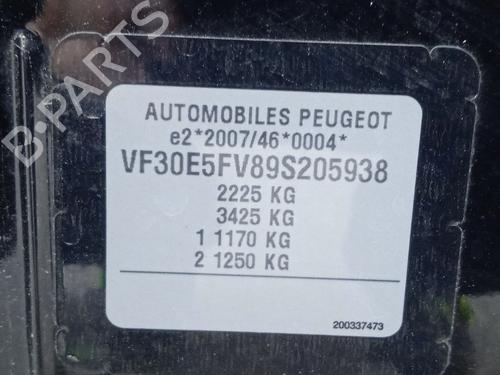 B-PARTS
AUTOMOBILES PEUGEOT
e2*2007/46*0004*
VF30E5FV89S205938
2225 KG
3425 KG
1 1170 KG
2 1250 KG
200337473